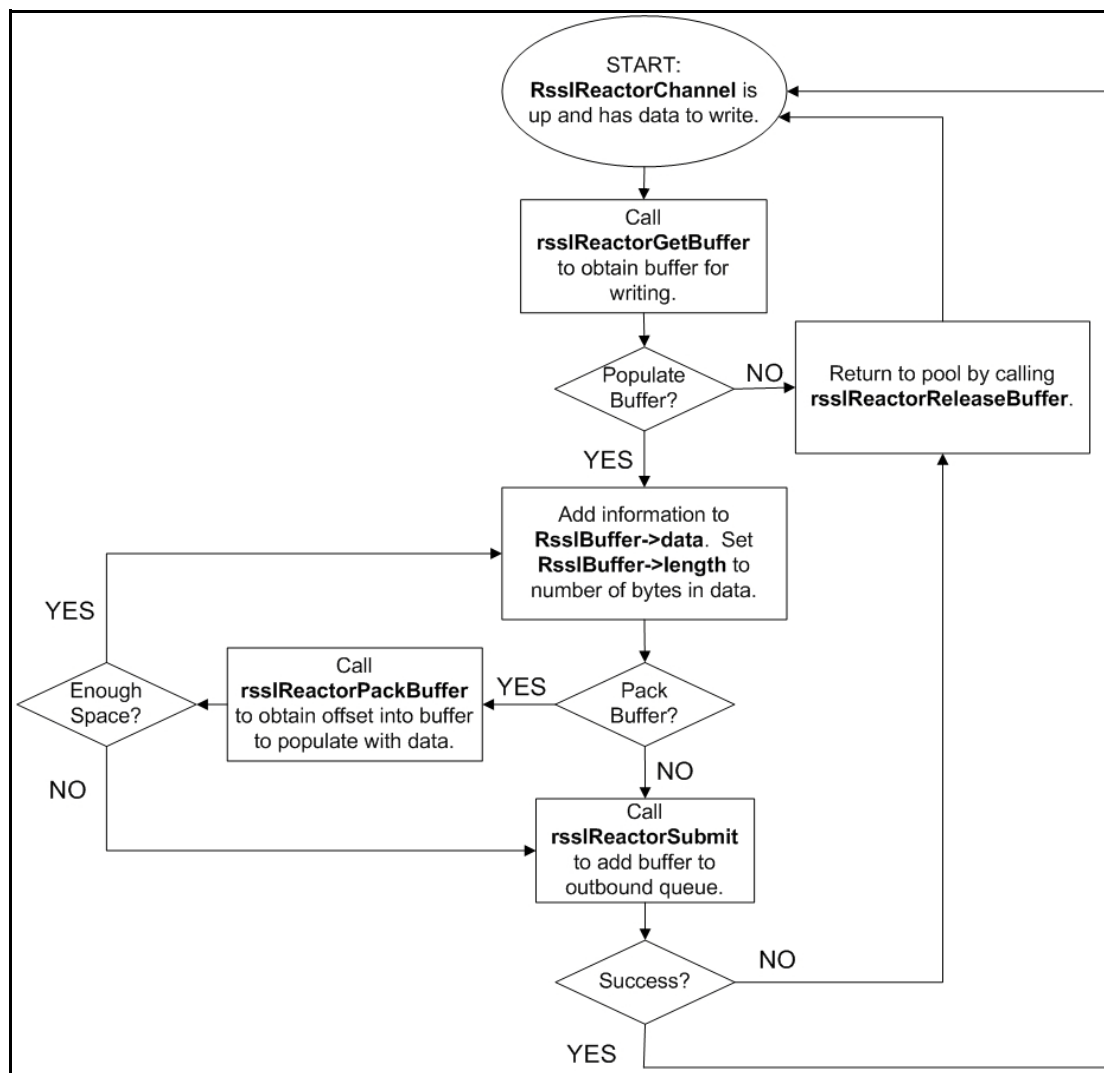 START:
RsslReactorChannel is
up and has data to write.
Call
rsslReactorGetBuffer
to obtain buffer for
writing.
Populate
Buffer?
NO
Return to pool by calling
rsslReactorReleaseBuffer.
YES
Add information to
RsslBuffer->data.  Set
RsslBuffer->length to
number of bytes in data.
YES
Enough
Space?
Call
rsslReactorPackBuffer
to obtain offset into buffer
to populate with data.
YES
Pack
Buffer?
NO
NO
Call
rsslReactorSubmit
to add buffer to
outbound queue.
Success?
NO
YES